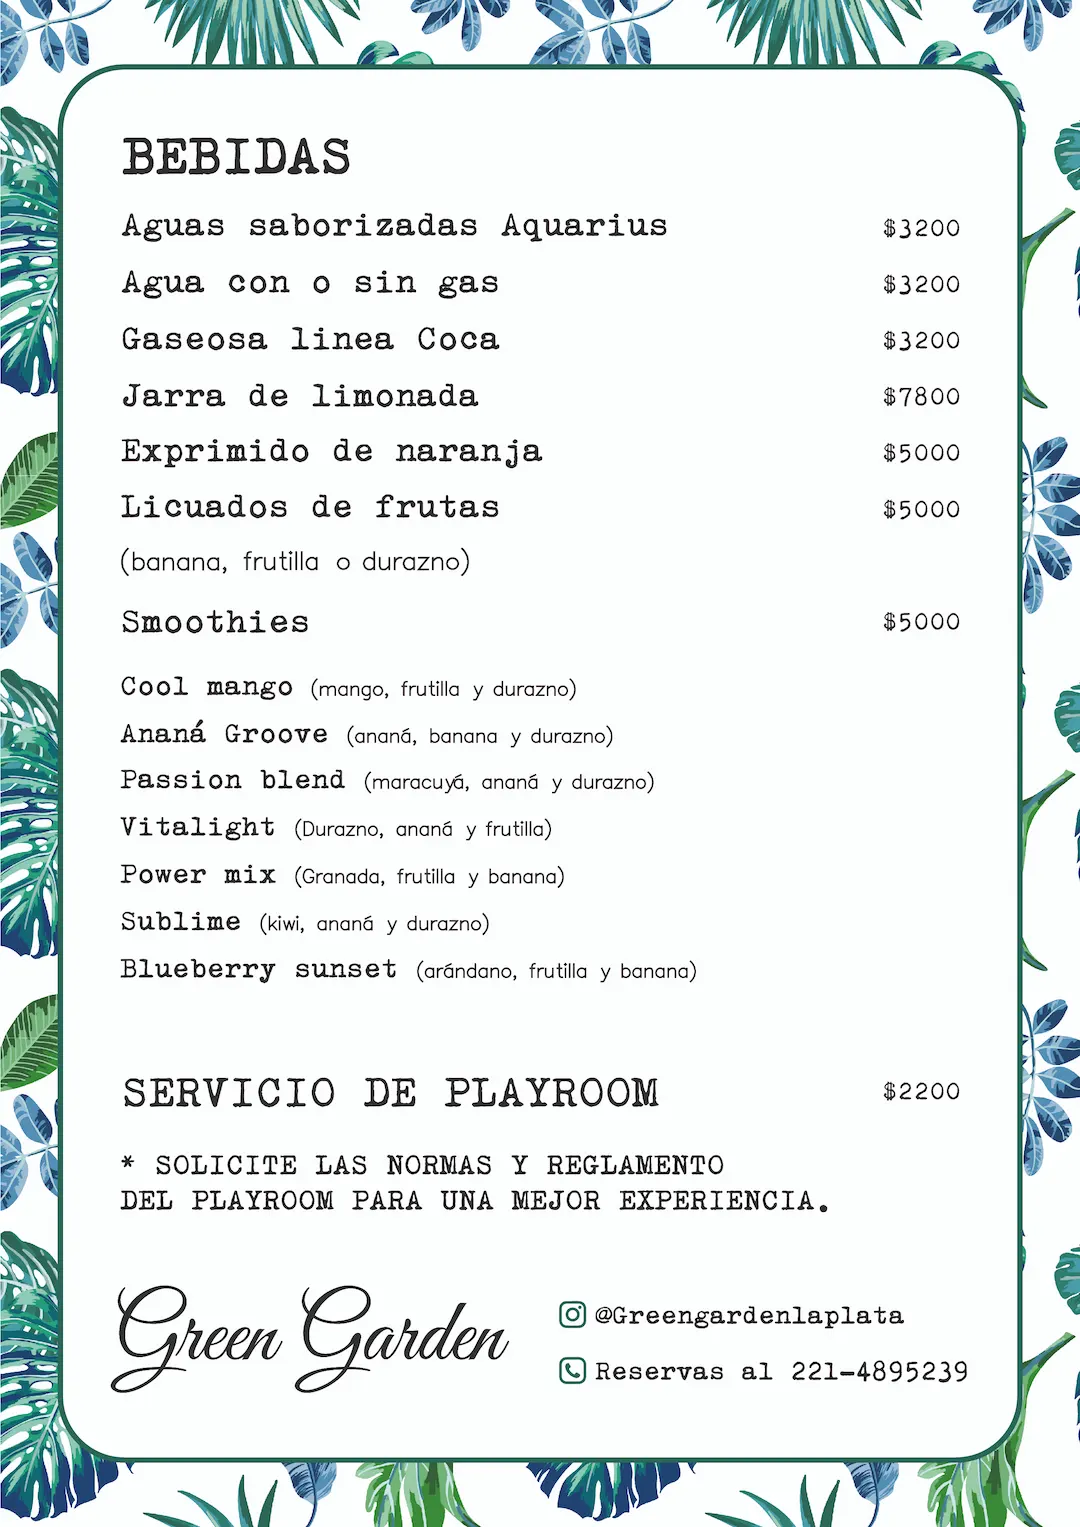 BEBIDAS
Aguas saborizadas Aquarius $3200
Agua con o sin gas $3200
Gaseosa linea Coca $3200
Jarra de limonada $7800
Exprimido de naranja $5000
Licuados de frutas $5000
(banana, frutilla o durazno)
Smoothies $5000
Cool mango (mango, frutilla y durazno)
Ananá Groove (ananá, banana y durazno)
Passion blend (maracuyá, ananá y durazno)
Vitalight (Durazno, ananá y frutilla)
Power mix (Granada, frutilla y banana)
Sublime (kiwi, ananá y durazno)
Blueberry sunset (arándano, frutilla y banana)
SERVICIO DE PLAYROOM $2200
* SOLICITE LAS NORMAS Y REGLAMENTO
DEL PLAYROOM PARA UNA MEJOR EXPERIENCIA.
Green Garden
@Greengardenlaplata
Reservas al 221-4895239